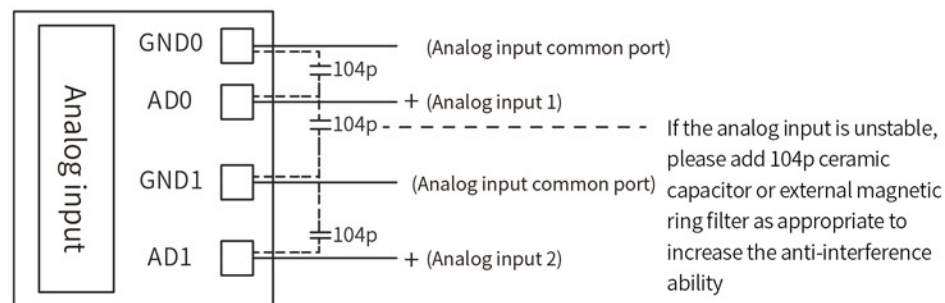 GND0
(Analog input common port)
104p
AD0
+ (Analog input 1)
104p
If the analog input is unstable,
please add 104p ceramic
capacitor or external magnetic
ring filter as appropriate to
increase the anti-interference
ability
Analog input
GND1
(Analog input common port)
104p
AD1
+ (Analog input 2)